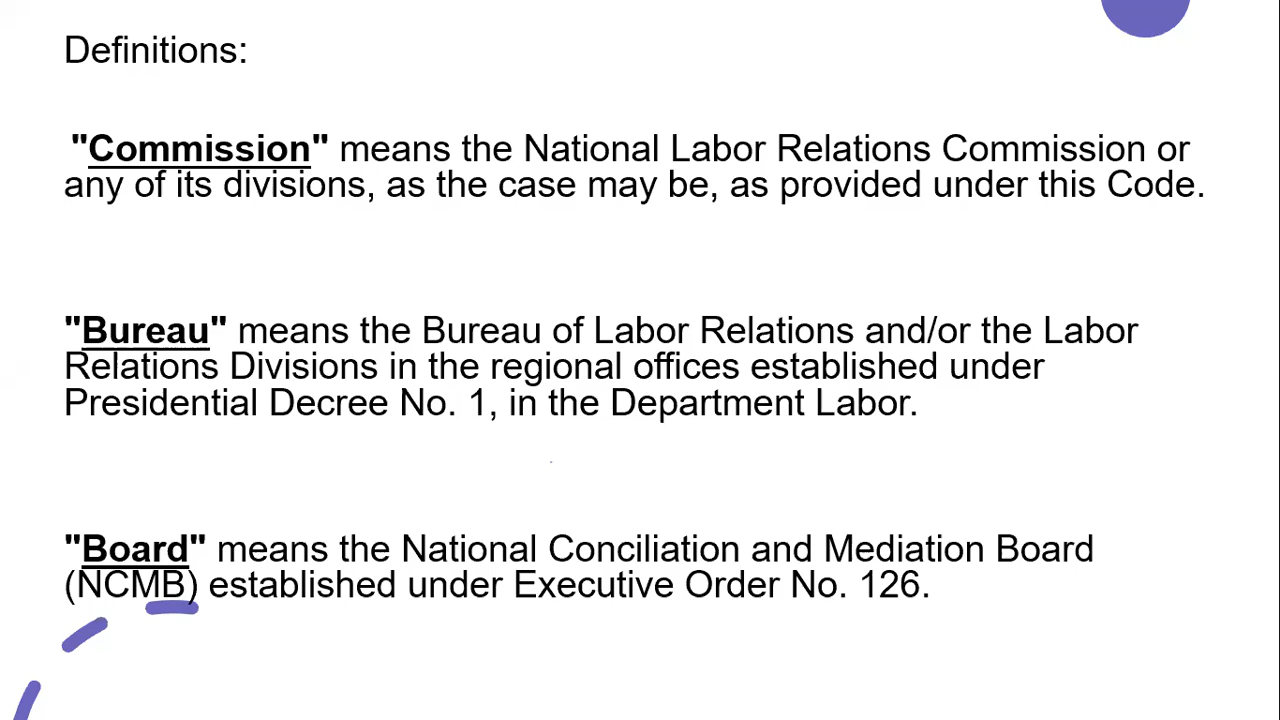 Definitions:
"Commission" means the National Labor Relations Commission or
any of its divisions, as the case may be, as provided under this Code.
"Bureau" means the Bureau of Labor Relations and/or the Labor
Relations Divisions in the regional offices established under
Presidential Decree No. 1, in the Department Labor.
"Board" means the National Conciliation and Mediation Board
(NCMB) established under Executive Order No. 126.